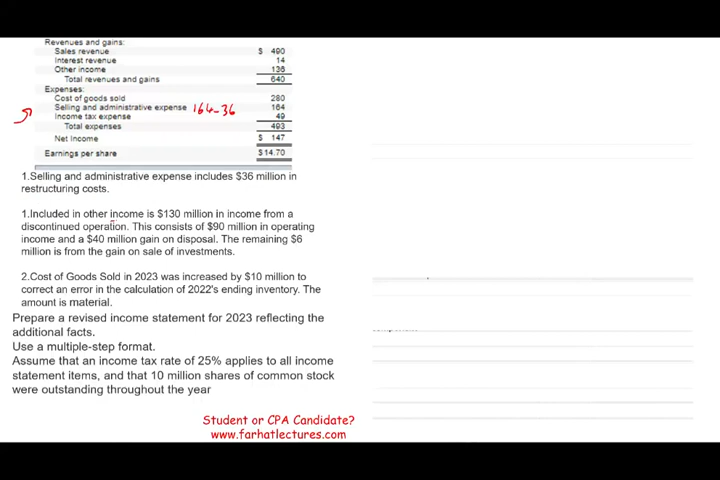 Revenues and gains:
Sales revenue $ 490
Interest revenue 14
Other income 136
Total revenues and gains 640
Expenses:
Cost of goods sold 280
Selling and administrative expense 164-36 164
Income tax expense 49
Total expenses 493
Net Income $ 147
Earnings per share $14.70
1.Selling and administrative expense includes $36 million in
restructuring costs.
1.Included in other income is $130 million in income from a
discontinued operation. This consists of $90 million in operating
income and a $40 million gain on disposal. The remaining $6
million is from the gain on sale of investments.
2.Cost of Goods Sold in 2023 was increased by $10 million to
correct an error in the calculation of 2022's ending inventory. The
amount is material.
Prepare a revised income statement for 2023 reflecting the
additional facts.
Use a multiple-step format.
Assume that an income tax rate of 25% applies to all income
statement items, and that 10 million shares of common stock
were outstanding throughout the year
Student or CPA Candidate?
www.farhatlectures.com